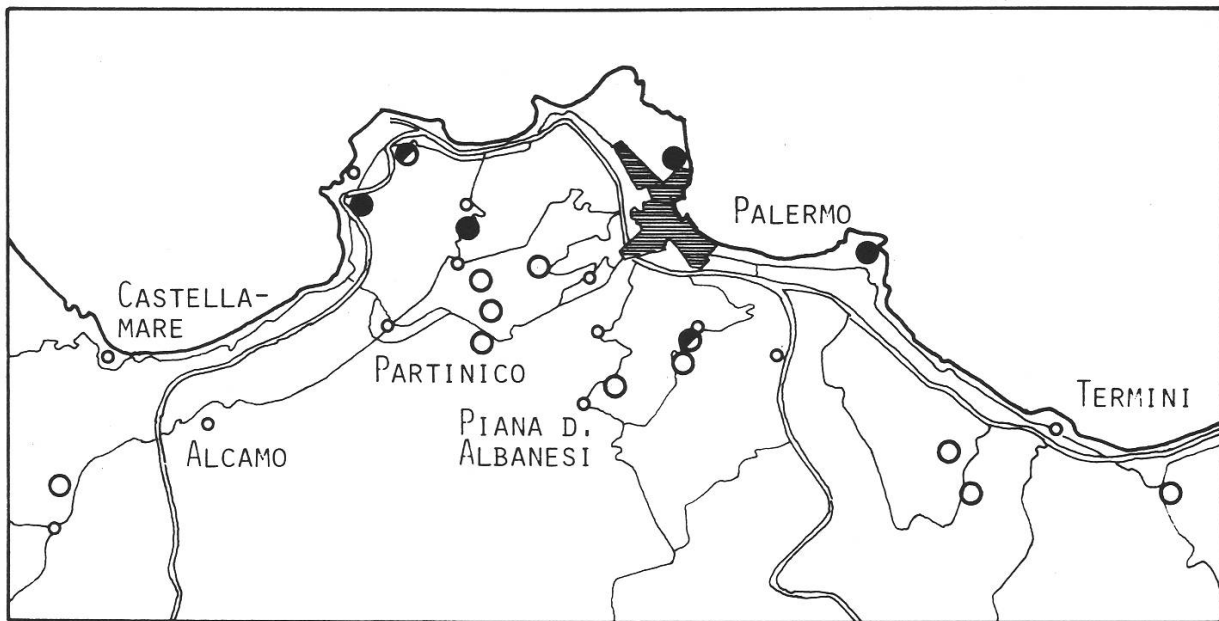 PALERMO
CASTELLA-
MARE
PARTINICO
TERMINI
PIANA D.
ALBANESI
ALCAMO